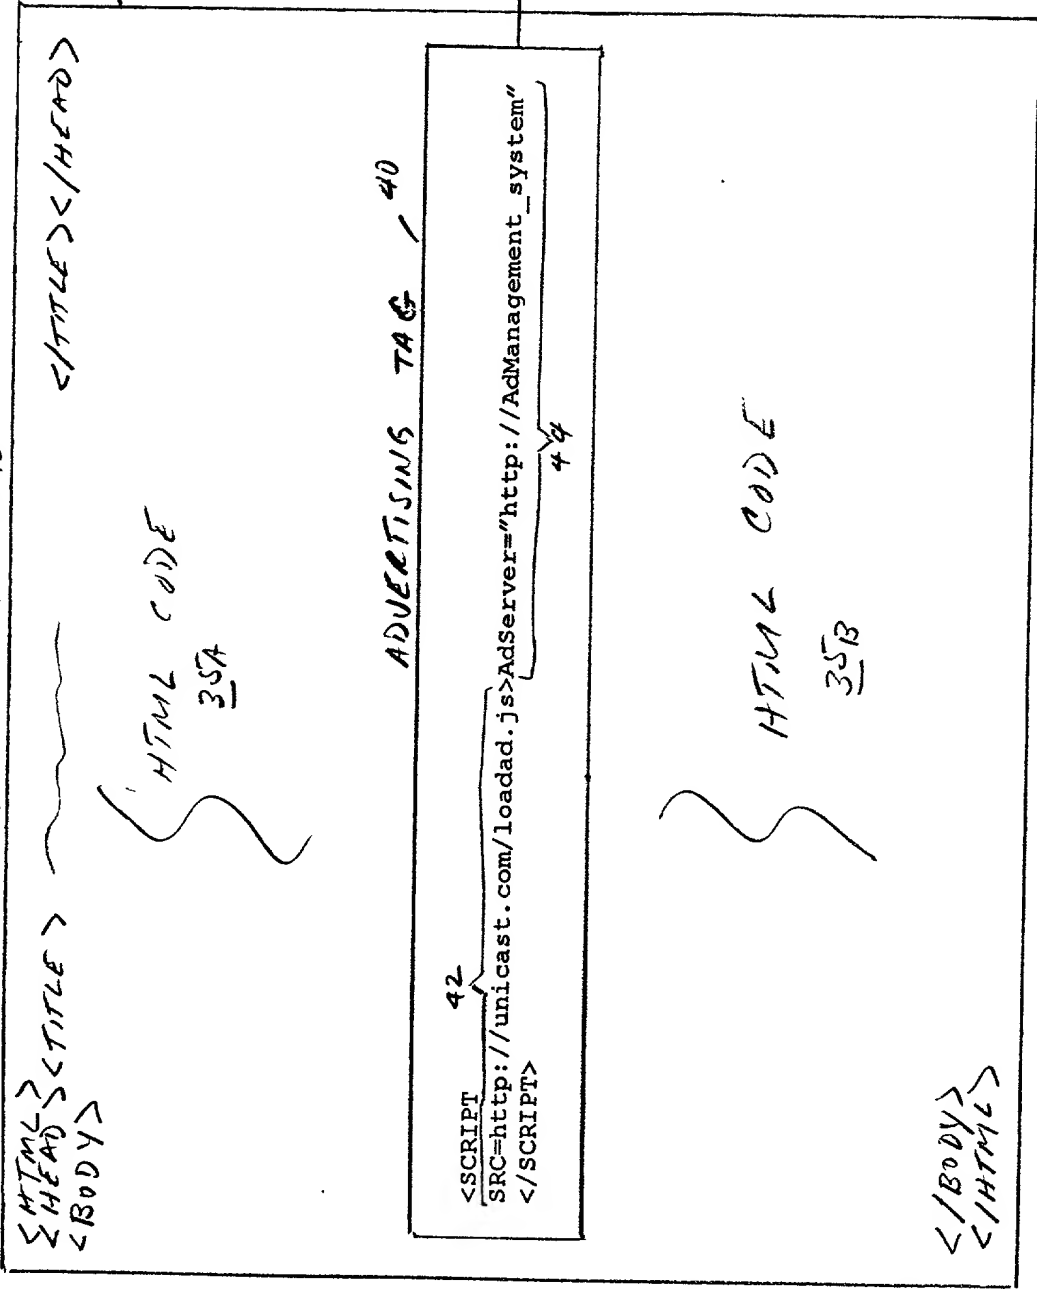 <HTML>
<HEAD><TITLE> </TITLE></HEAD>
<BODY>
HTML CODE
35A
ADVERTISING TAG 40
42
<SCRIPT
SRC=http://unicast.com/loadad.js>AdServer="http://AdManagement_system"
</SCRIPT>
44
HTML CODE
35B
</BODY>
</HTML>